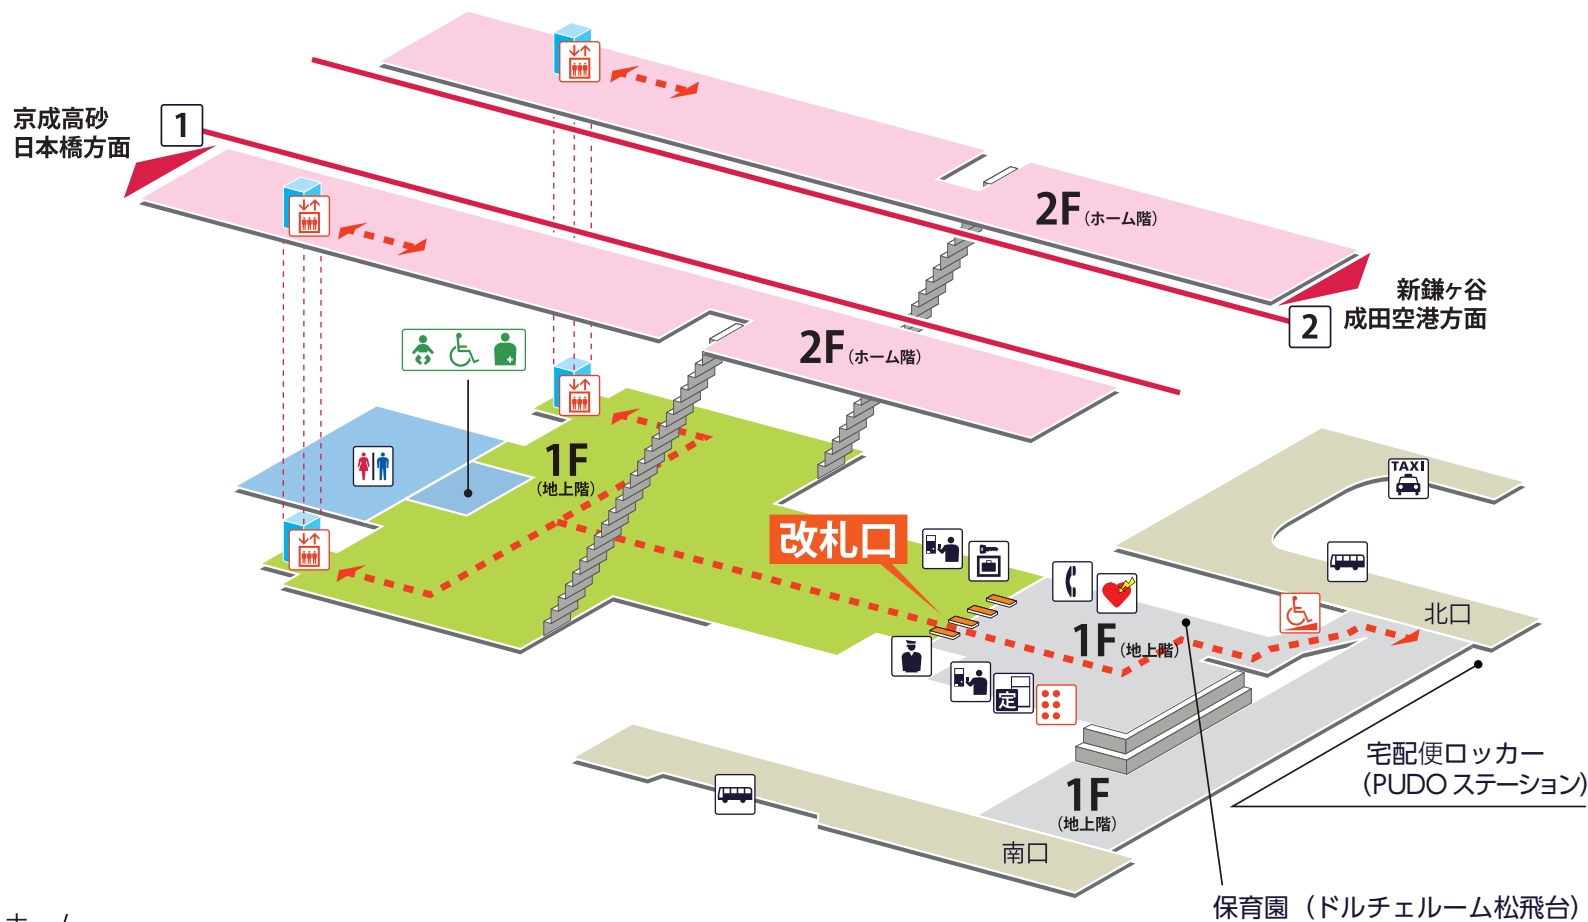 京成高砂
日本橋方面
1
2F(ホーム階)
新鎌ヶ谷
成田空港方面
2
2F(ホーム階)
1F
(地上階)
TAXI
改札口
北口
1F(地上階)
定
宅配便ロッカー
(PUDO ステーション)
1F
(地上階)
南口
保育園（ドルチェルーム松飛台）